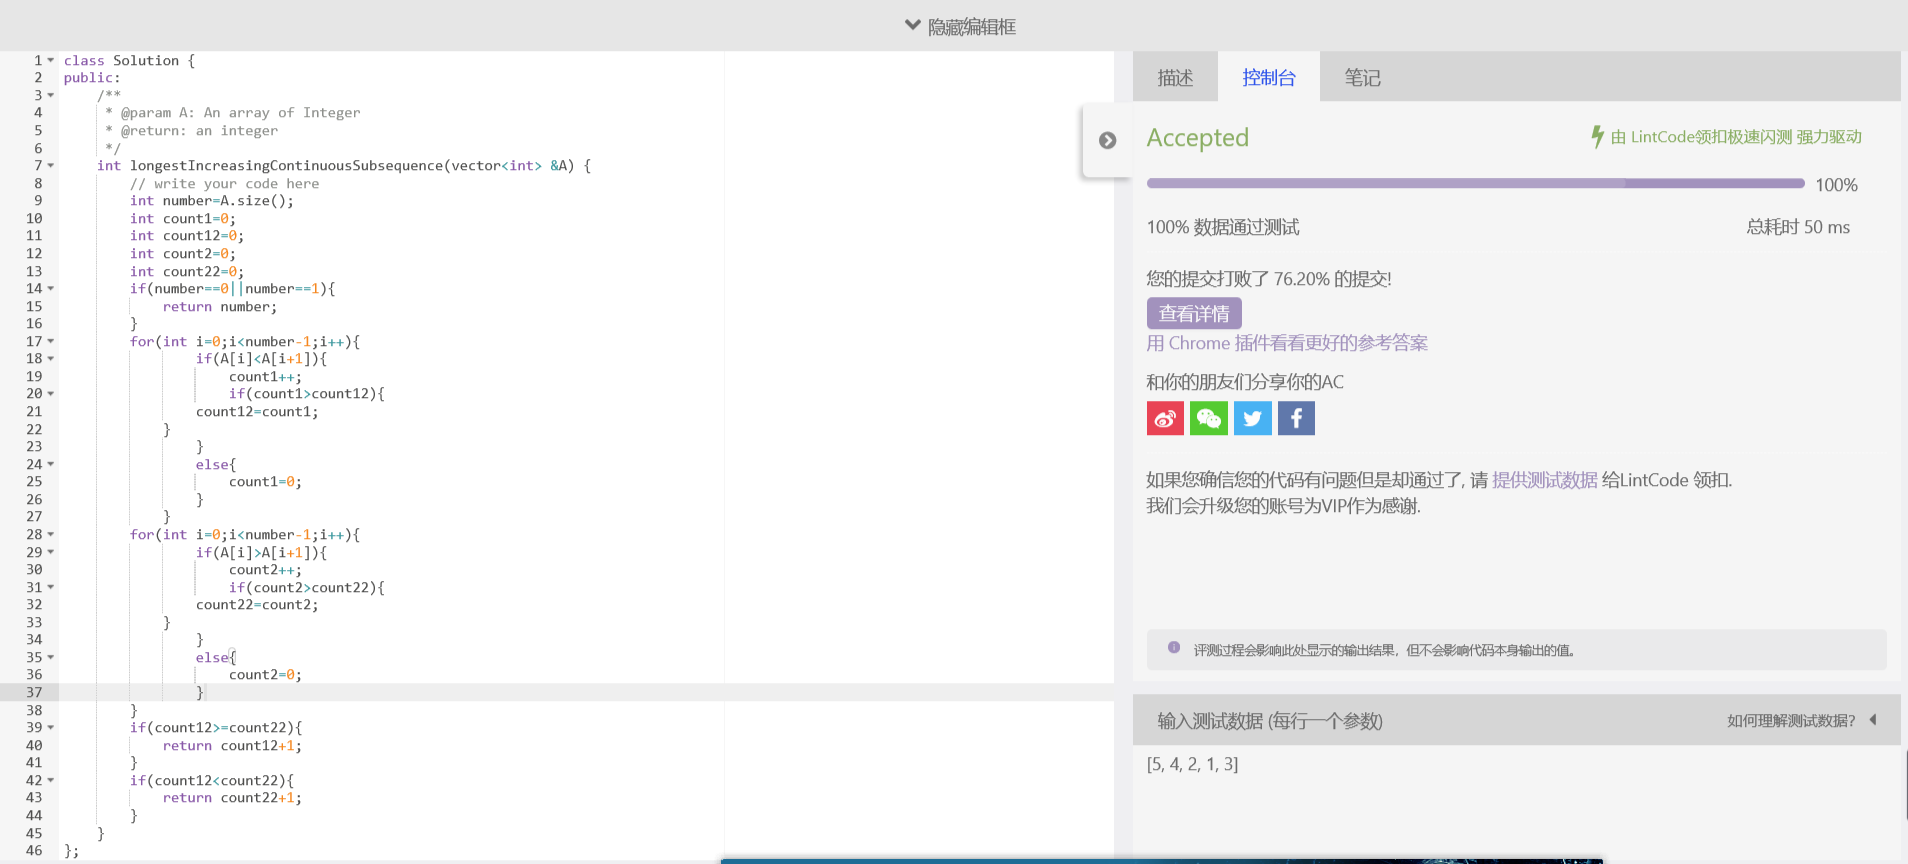 隐藏编辑框
1 class Solution {
2 public:
3 /**
4 * @param A: An array of Integer
5 * @return: an integer
6 */
7 int longestIncreasingContinuousSubsequence(vector<int> &A) {
8 // write your code here
9 int number=A.size();
10 int count1=0;
11 int count12=0;
12 int count2=0;
13 int count22=0;
14 if(number==0||number==1){
15 return number;
16 }
17 for(int i=0;i<number-1;i++){
18 if(A[i]<A[i+1]){
19 count1++;
20 if(count1>count12){
21 count12=count1;
22 }
23 }
24 else{
25 count1=0;
26 }
27 }
28 for(int i=0;i<number-1;i++){
29 if(A[i]>A[i+1]){
30 count2++;
31 if(count2>count22){
32 count22=count2;
33 }
34 }
35 else{
36 count2=0;
37 }
38 }
39 if(count12>=count22){
40 return count12+1;
41 }
42 if(count12<count22){
43 return count22+1;
44 }
45 }
46 };
描述 控制台 笔记
Accepted 由 LintCode领扣极速闪测 强力驱动
100%
100% 数据通过测试 总耗时 50 ms
您的提交打败了 76.20% 的提交!
查看详情
用 Chrome 插件看看更好的参考答案
和你的朋友们分享你的AC
如果您确信您的代码有问题但是却通过了, 请 提供测试数据 给LintCode 领扣.
我们会升级您的账号为VIP作为感谢.
评测过程会影响此处显示的输出结果，但不会影响代码本身输出的值。
输入测试数据 (每行一个参数) 如何理解测试数据?
[5, 4, 2, 1, 3]